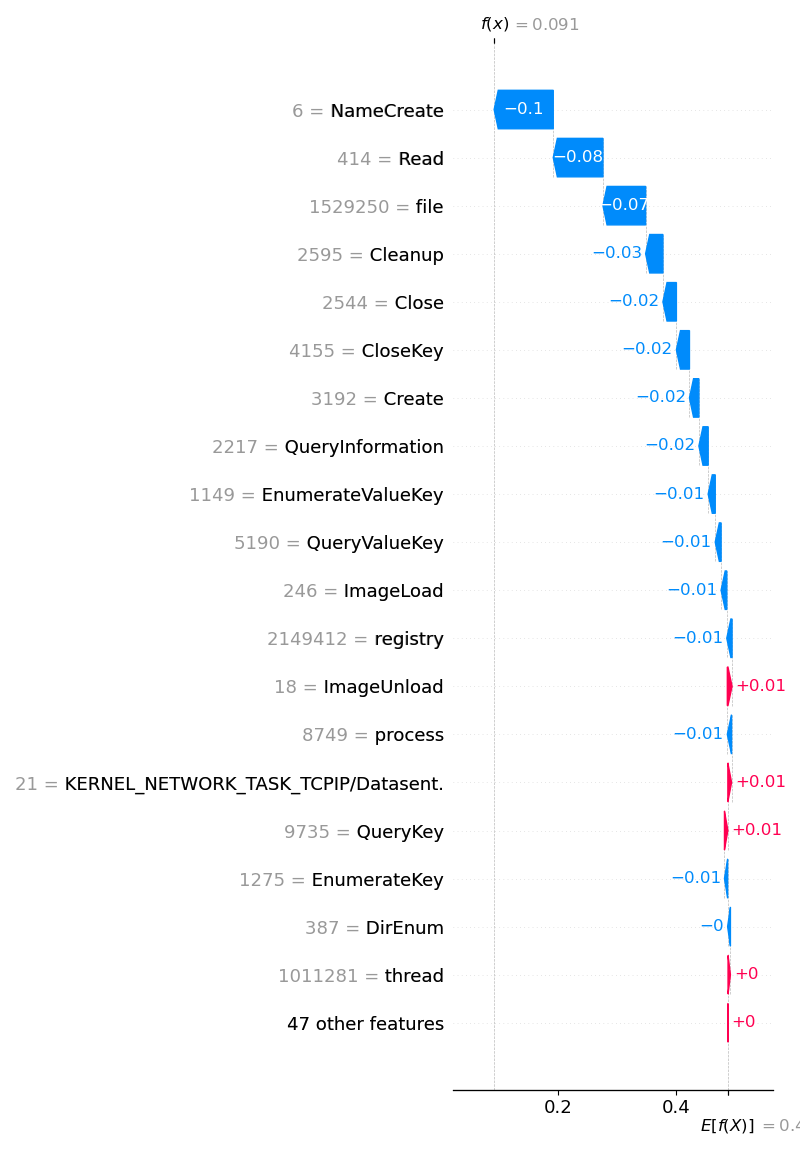 f(x) = 0.091
6 = NameCreate −0.1
414 = Read −0.08
1529250 = file −0.07
2595 = Cleanup −0.03
2544 = Close −0.02
4155 = CloseKey −0.02
3192 = Create −0.02
2217 = QueryInformation −0.02
1149 = EnumerateValueKey −0.01
5190 = QueryValueKey −0.01
246 = ImageLoad −0.01
2149412 = registry −0.01
18 = ImageUnload +0.01
8749 = process −0.01
21 = KERNEL_NETWORK_TASK_TCPIP/Datasent. +0.01
9735 = QueryKey +0.01
1275 = EnumerateKey −0.01
387 = DirEnum −0
1011281 = thread +0
47 other features +0
0.2 0.4
E[f(X)] = 0.4